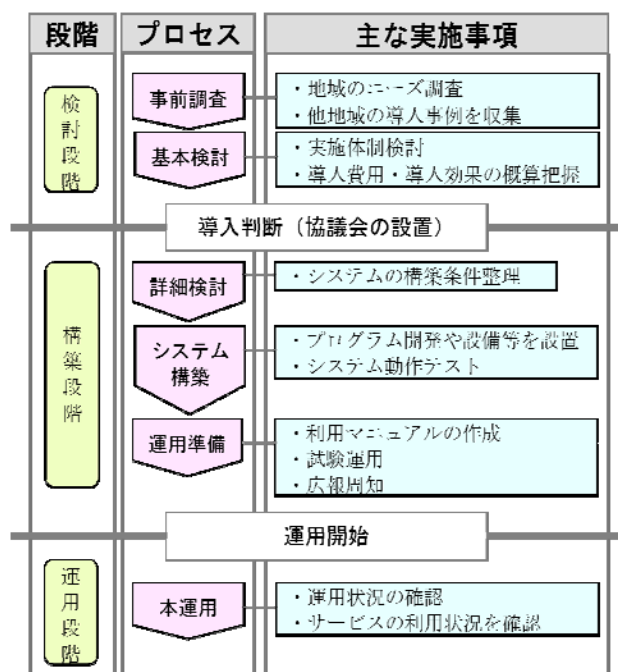 段階 プロセス 主な実施事項
検討段階
事前調査
・地域のニーズ調査
・他地域の導入事例を収集
基本検討
・実施体制検討
・導入費用・導入効果の概算把握
導入判断（協議会の設置）
構築段階
詳細検討
・システムの構築条件整理
システム
構築
・プログラム開発や設備等を設置
・システム動作テスト
運用準備
・利用マニュアルの作成
・試験運用
・広報周知
運用開始
運用段階
本運用
・運用状況の確認
・サービスの利用状況を確認